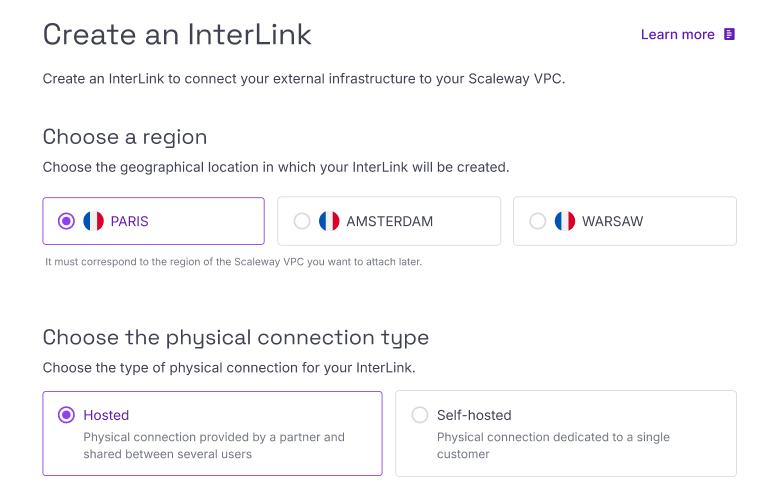 Create an InterLink
Learn more
Create an InterLink to connect your external infrastructure to your Scaleway VPC.
Choose a region
Choose the geographical location in which your InterLink will be created.
PARIS
AMSTERDAM
WARSAW
It must correspond to the region of the Scaleway VPC you want to attach later.
Choose the physical connection type
Choose the type of physical connection for your InterLink.
Hosted
Physical connection provided by a partner and
shared between several users
Self-hosted
Physical connection dedicated to a single
customer